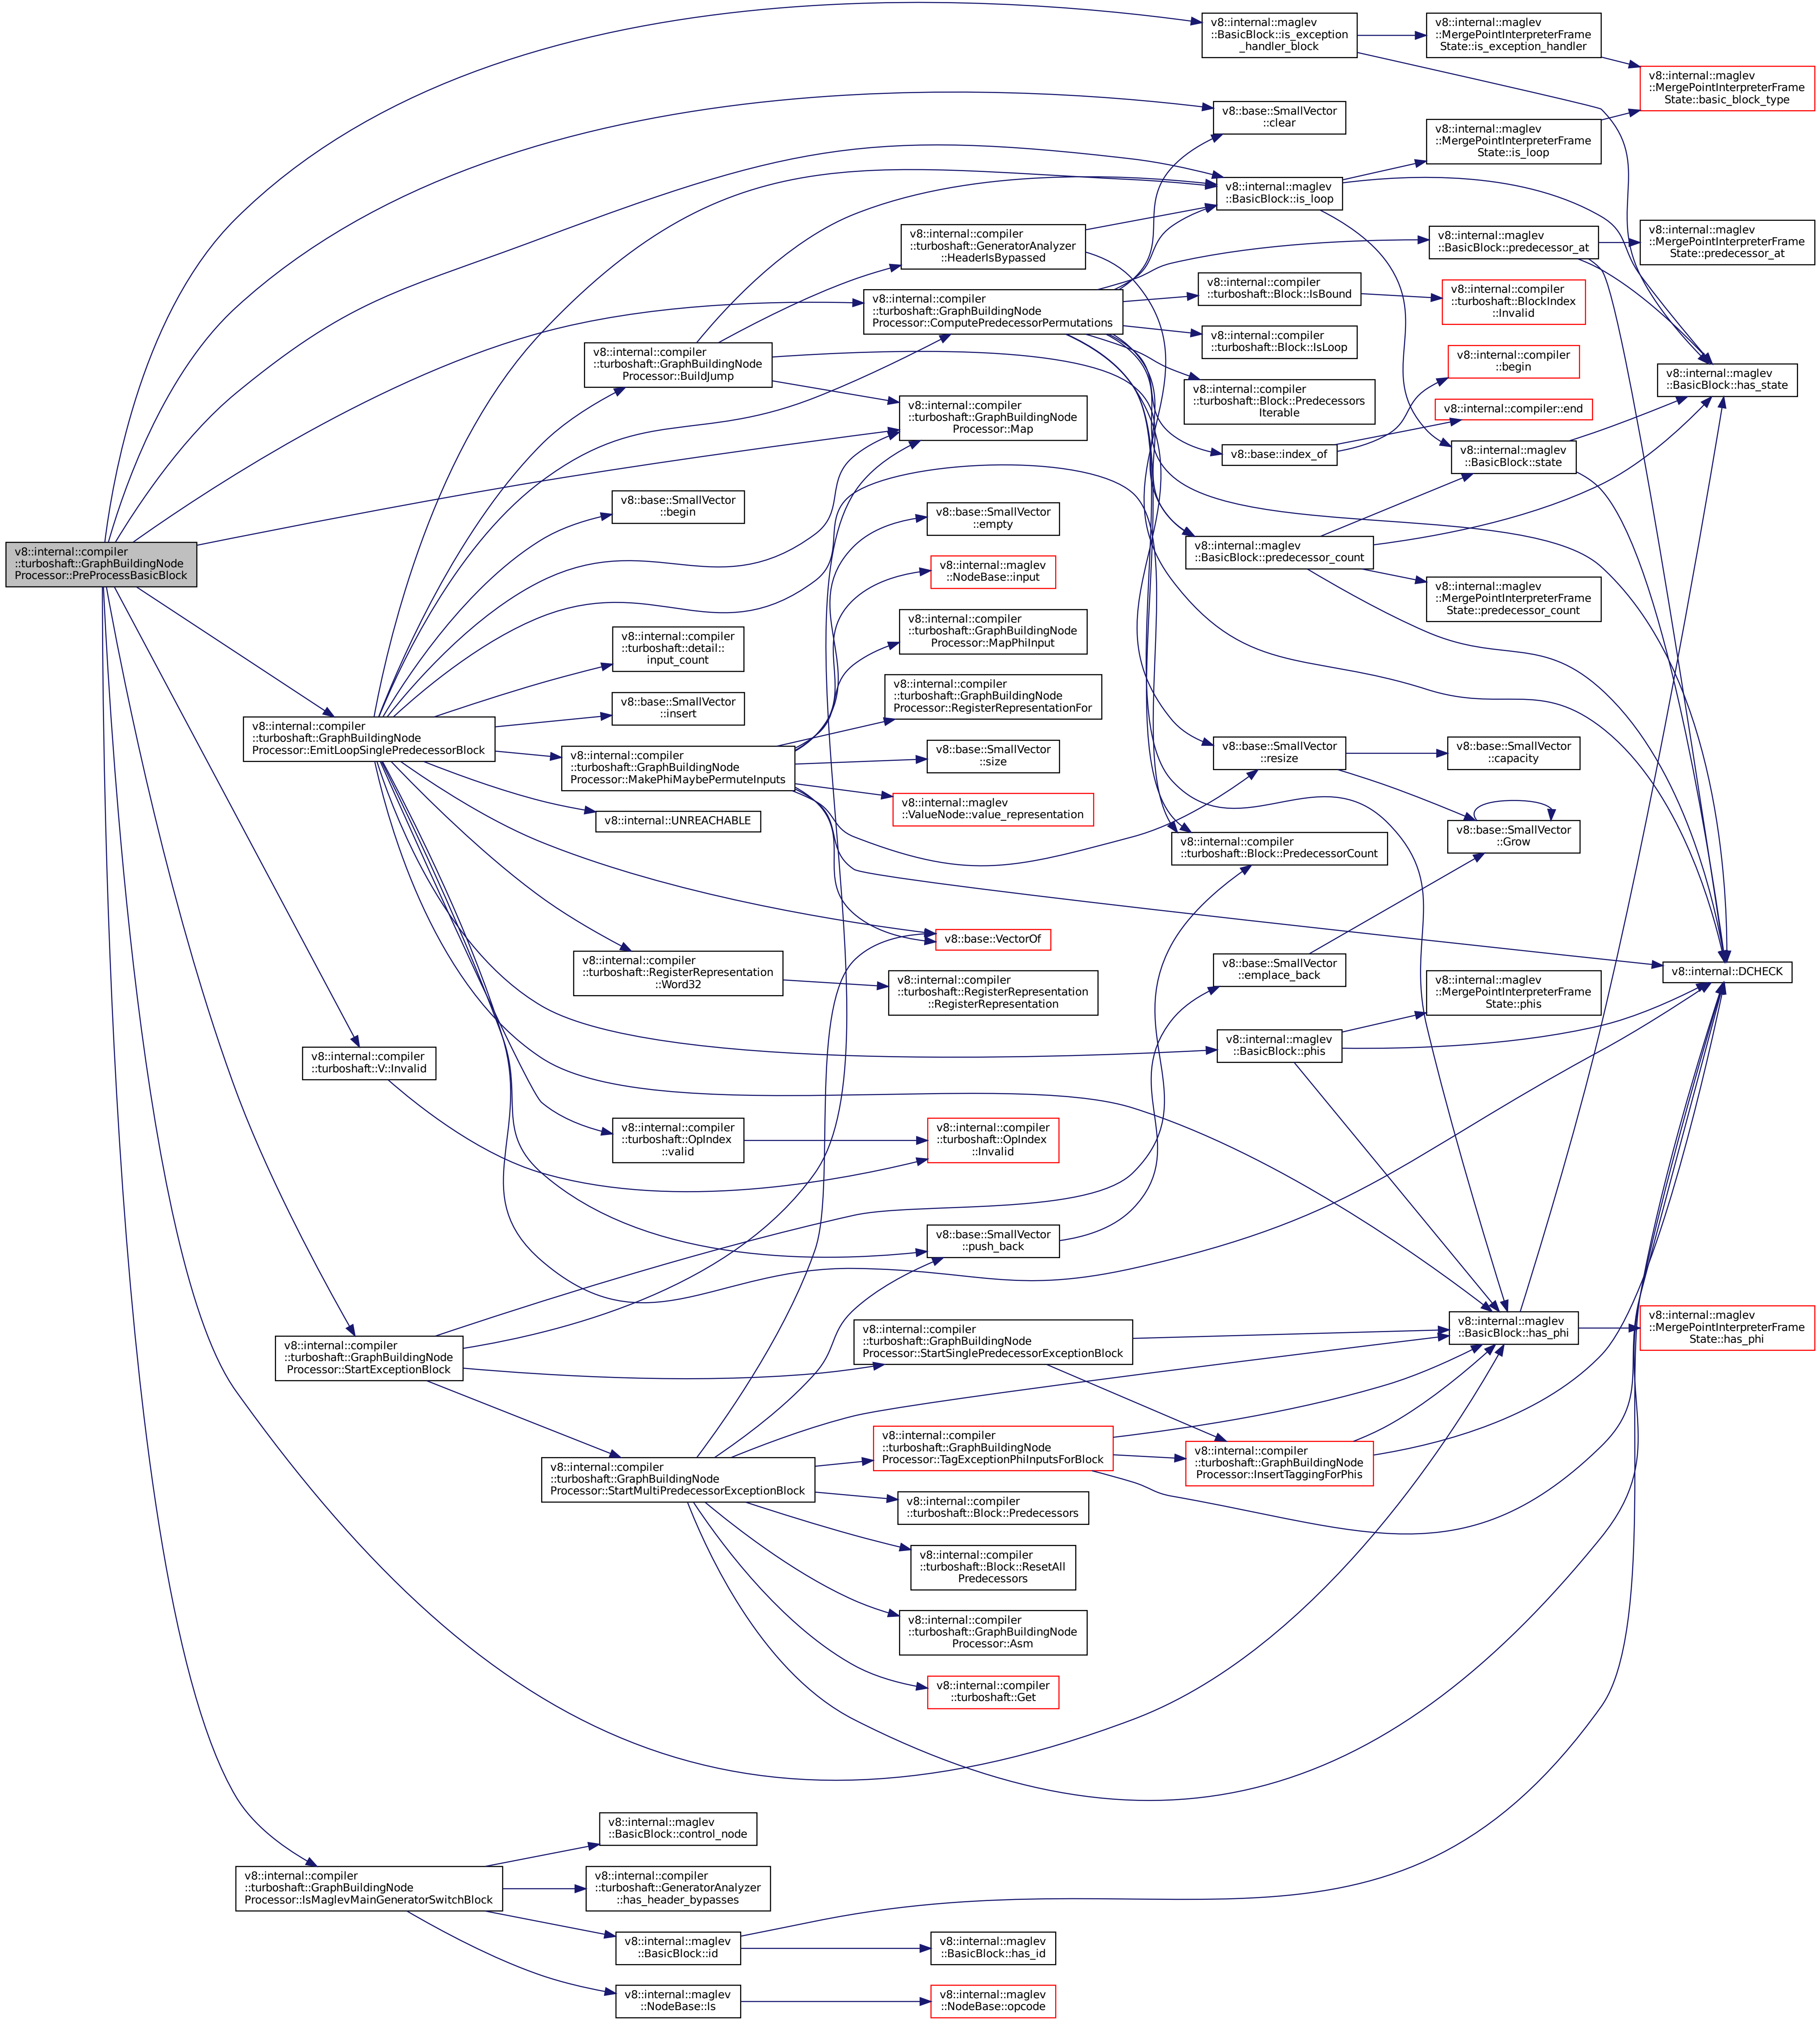 v8::internal::compiler
::turboshaft::GraphBuildingNode
Processor::PreProcessBasicBlock
v8::internal::maglev
::BasicBlock::is_exception
_handler_block
v8::internal::maglev
::MergePointInterpreterFrame
State::is_exception_handler
v8::internal::maglev
::MergePointInterpreterFrame
State::basic_block_type
v8::base::SmallVector
::clear
v8::internal::maglev
::MergePointInterpreterFrame
State::is_loop
v8::internal::maglev
::BasicBlock::is_loop
v8::internal::compiler
::turboshaft::GeneratorAnalyzer
::HeaderIsBypassed
v8::internal::maglev
::BasicBlock::predecessor_at
v8::internal::maglev
::MergePointInterpreterFrame
State::predecessor_at
v8::internal::compiler
::turboshaft::GraphBuildingNode
Processor::ComputePredecessorPermutations
v8::internal::compiler
::turboshaft::Block::IsBound
v8::internal::compiler
::turboshaft::BlockIndex
::Invalid
v8::internal::compiler
::turboshaft::Block::IsLoop
v8::internal::compiler
::turboshaft::GraphBuildingNode
Processor::BuildJump
v8::internal::compiler
::begin
v8::internal::maglev
::BasicBlock::has_state
v8::internal::compiler
::turboshaft::Block::Predecessors
Iterable
v8::internal::compiler
::turboshaft::GraphBuildingNode
Processor::Map
v8::internal::compiler::end
v8::base::index_of
v8::internal::maglev
::BasicBlock::state
v8::base::SmallVector
::begin
v8::base::SmallVector
::empty
v8::internal::maglev
::BasicBlock::predecessor_count
v8::internal::maglev
::NodeBase::input
v8::internal::maglev
::MergePointInterpreterFrame
State::predecessor_count
v8::internal::compiler
::turboshaft::GraphBuildingNode
Processor::MapPhiInput
v8::internal::compiler
::turboshaft::detail::
input_count
v8::internal::compiler
::turboshaft::GraphBuildingNode
Processor::RegisterRepresentationFor
v8::base::SmallVector
::insert
v8::internal::compiler
::turboshaft::GraphBuildingNode
Processor::EmitLoopSinglePredecessorBlock
v8::internal::compiler
::turboshaft::GraphBuildingNode
Processor::MakePhiMaybePermuteInputs
v8::base::SmallVector
::size
v8::base::SmallVector
::resize
v8::base::SmallVector
::capacity
v8::internal::maglev
::ValueNode::value_representation
v8::internal::UNREACHABLE
v8::base::SmallVector
::Grow
v8::internal::compiler
::turboshaft::Block::PredecessorCount
v8::base::VectorOf
v8::internal::compiler
::turboshaft::RegisterRepresentation
::Word32
v8::internal::compiler
::turboshaft::RegisterRepresentation
::RegisterRepresentation
v8::base::SmallVector
::emplace_back
v8::internal::DCHECK
v8::internal::maglev
::MergePointInterpreterFrame
State::phis
v8::internal::maglev
::BasicBlock::phis
v8::internal::compiler
::turboshaft::V::Invalid
v8::internal::compiler
::turboshaft::OpIndex
::valid
v8::internal::compiler
::turboshaft::OpIndex
::Invalid
v8::base::SmallVector
::push_back
v8::internal::compiler
::turboshaft::GraphBuildingNode
Processor::StartExceptionBlock
v8::internal::compiler
::turboshaft::GraphBuildingNode
Processor::StartSinglePredecessorExceptionBlock
v8::internal::maglev
::BasicBlock::has_phi
v8::internal::maglev
::MergePointInterpreterFrame
State::has_phi
v8::internal::compiler
::turboshaft::GraphBuildingNode
Processor::StartMultiPredecessorExceptionBlock
v8::internal::compiler
::turboshaft::GraphBuildingNode
Processor::TagExceptionPhiInputsForBlock
v8::internal::compiler
::turboshaft::GraphBuildingNode
Processor::InsertTaggingForPhis
v8::internal::compiler
::turboshaft::Block::Predecessors
v8::internal::compiler
::turboshaft::Block::ResetAll
Predecessors
v8::internal::compiler
::turboshaft::GraphBuildingNode
Processor::Asm
v8::internal::compiler
::turboshaft::Get
v8::internal::maglev
::BasicBlock::control_node
v8::internal::compiler
::turboshaft::GraphBuildingNode
Processor::IsMaglevMainGeneratorSwitchBlock
v8::internal::compiler
::turboshaft::GeneratorAnalyzer
::has_header_bypasses
v8::internal::maglev
::BasicBlock::id
v8::internal::maglev
::BasicBlock::has_id
v8::internal::maglev
::NodeBase::Is
v8::internal::maglev
::NodeBase::opcode